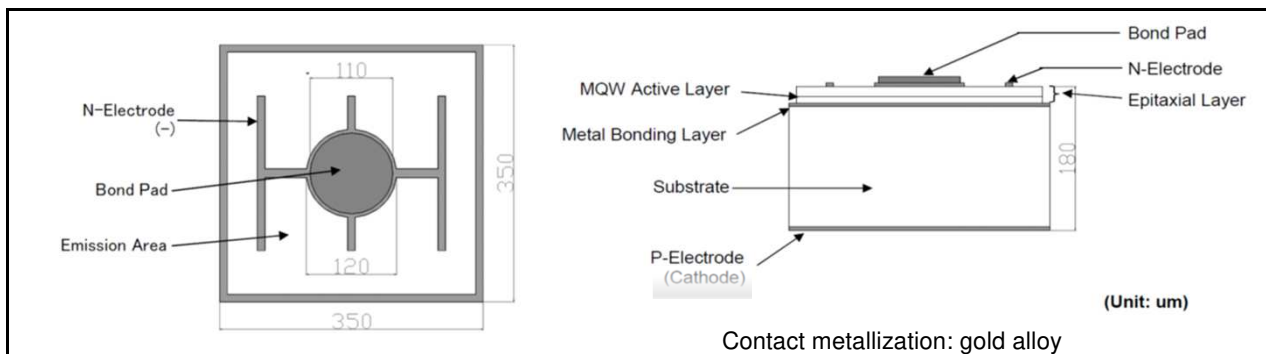 110
N-Electrode
(-)
Bond Pad
Emission Area
120
350
350
Bond Pad
N-Electrode
MQW Active Layer
Epitaxial Layer
Metal Bonding Layer
180
Substrate
P-Electrode
(Cathode)
(Unit: um)
Contact metallization: gold alloy